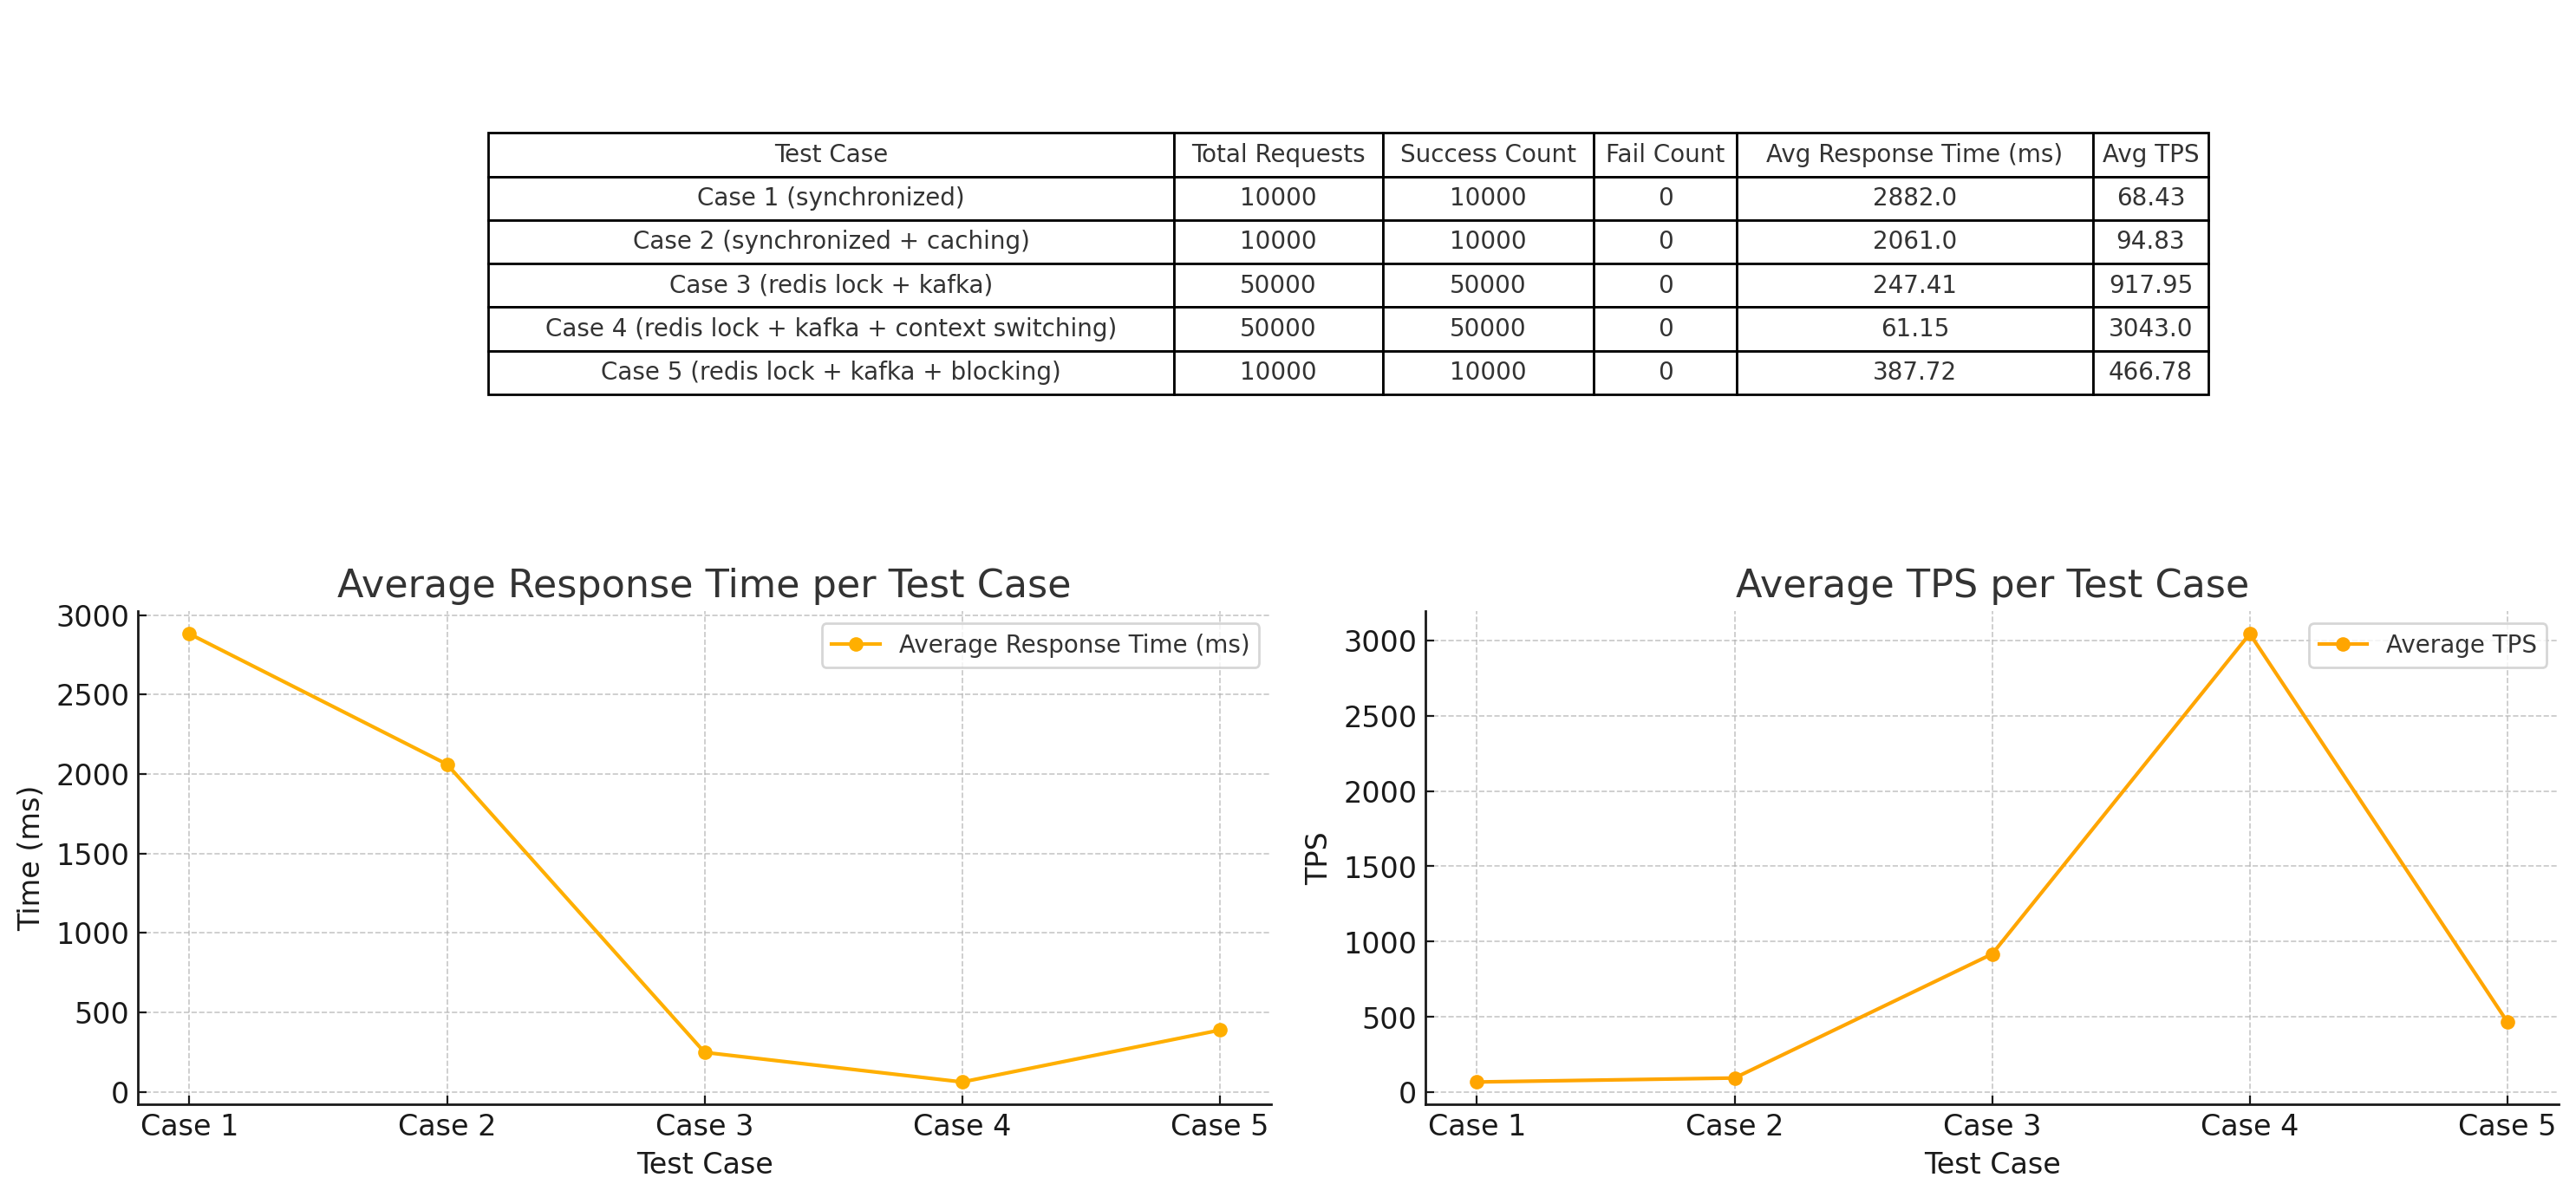 Test Case Total Requests Success Count Fail Count Avg Response Time (ms) Avg TPS
Case 1 (synchronized) 10000 10000 0 2882.0 68.43
Case 2 (synchronized + caching) 10000 10000 0 2061.0 94.83
Case 3 (redis lock + kafka) 50000 50000 0 247.41 917.95
Case 4 (redis lock + kafka + context switching) 50000 50000 0 61.15 3043.0
Case 5 (redis lock + kafka + blocking) 10000 10000 0 387.72 466.78
Average Response Time per Test Case
Average Response Time (ms)
3000
2500
2000
1500
1000
500
0
Time (ms)
Case 1 Case 2 Case 3 Case 4 Case 5
Test Case
Average TPS per Test Case
Average TPS
3000
2500
2000
1500
1000
500
0
TPS
Case 1 Case 2 Case 3 Case 4 Case 5
Test Case